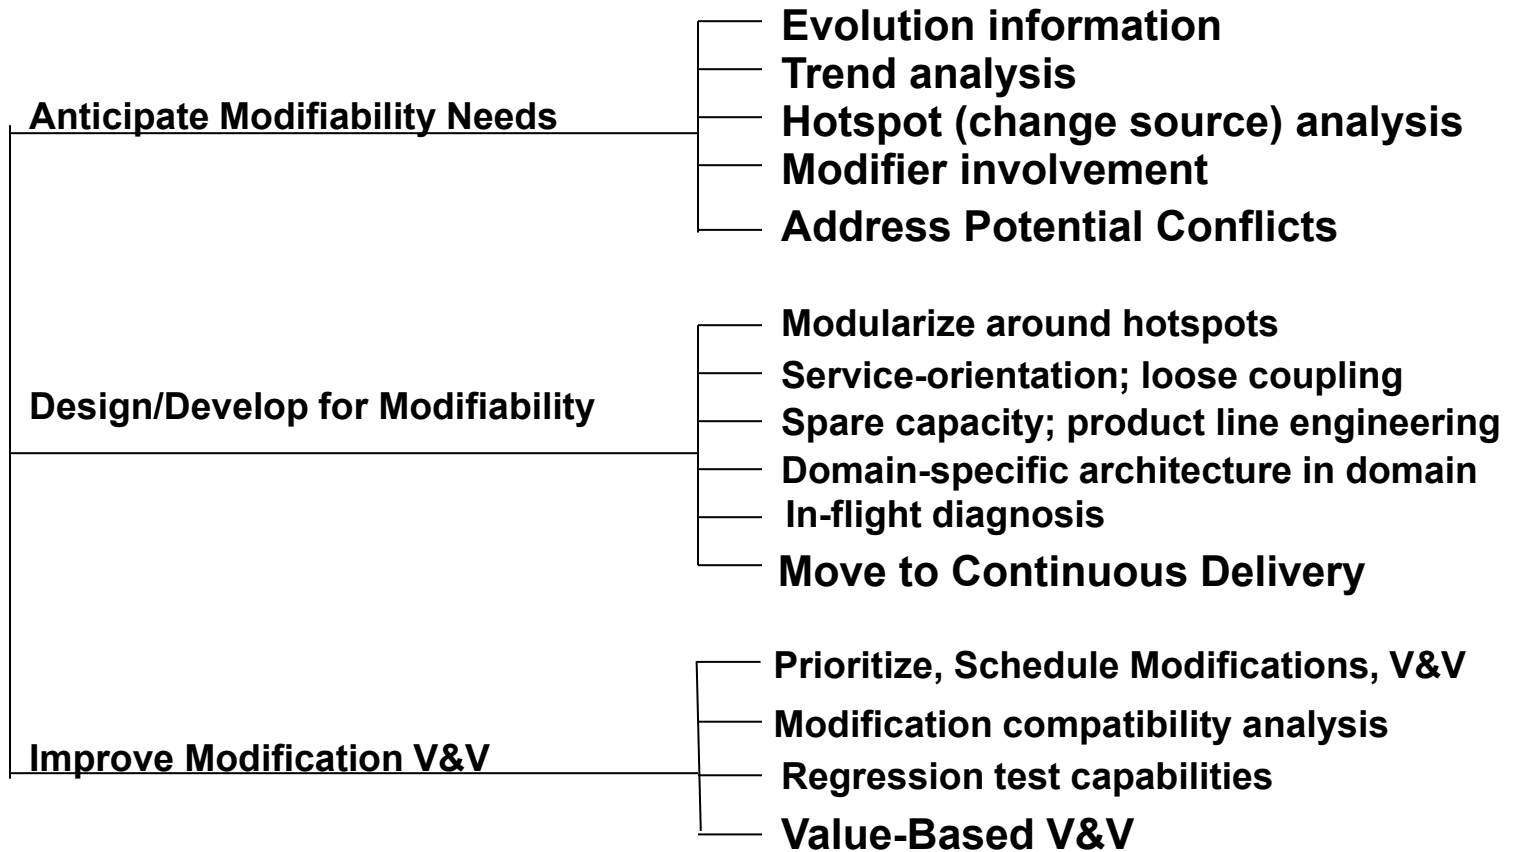 Anticipate Modifiability Needs
Evolution information
Trend analysis
Hotspot (change source) analysis
Modifier involvement
Address Potential Conflicts
Design/Develop for Modifiability
Modularize around hotspots
Service-orientation; loose coupling
Spare capacity; product line engineering
Domain-specific architecture in domain
In-flight diagnosis
Move to Continuous Delivery
Improve Modification V&V
Prioritize, Schedule Modifications, V&V
Modification compatibility analysis
Regression test capabilities
Value-Based V&V